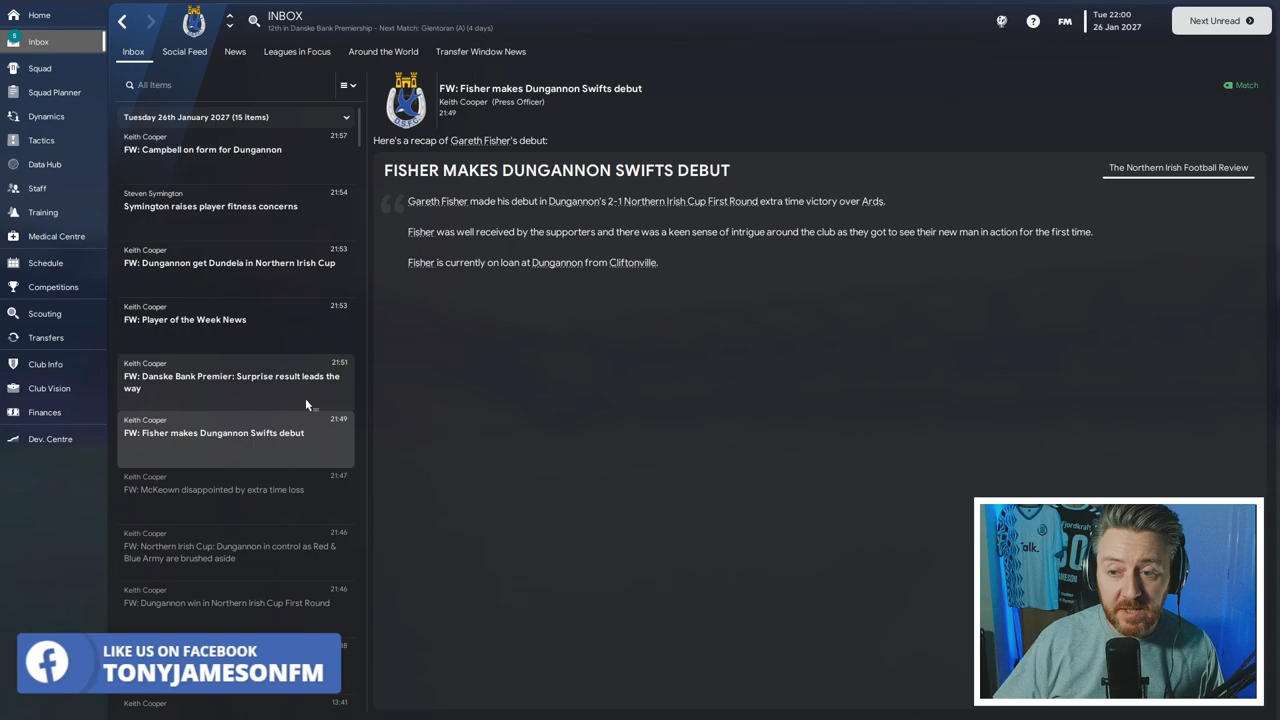 Home
5
Inbox
Squad
Squad Planner
Dynamics
Tactics
Data Hub
Staff
Training
Medical Centre
Schedule
Competitions
Scouting
Transfers
Club Info
Club Vision
Finances
Dev. Centre
INBOX
12th in Danske Bank Premiership - Next Match: Glentoran (A) (4 days)
FM
Tue 22:00
26 Jan 2027
Next Unread
Inbox
Social Feed
News
Leagues in Focus
Around the World
Transfer Window News
All Items
Tuesday 26th January 2027 (15 items)
Keith Cooper
21:57
FW: Campbell on form for Dungannon
Steven Symington
21:54
Symington raises player fitness concerns
Keith Cooper
21:53
FW: Dungannon get Dundela in Northern Irish Cup
Keith Cooper
21:53
FW: Player of the Week News
Keith Cooper
21:51
FW: Danske Bank Premier: Surprise result leads the
way
Keith Cooper
21:49
FW: Fisher makes Dungannon Swifts debut
Keith Cooper
21:47
FW: McKeown disappointed by extra time loss
Keith Cooper
21:46
FW: Northern Irish Cup: Dungannon in control as Red &
Blue Army are brushed aside
Keith Cooper
21:46
FW: Dungannon win in Northern Irish Cup First Round
Keith Cooper
13:41
D.S.F.C.
FW: Fisher makes Dungannon Swifts debut
Keith Cooper (Press Officer)
21:49
Match
Here's a recap of Gareth Fisher's debut:
FISHER MAKES DUNGANNON SWIFTS DEBUT
The Northern Irish Football Review
Gareth Fisher made his debut in Dungannon's 2-1 Northern Irish Cup First Round extra time victory over Ards.
Fisher was well received by the supporters and there was a keen sense of intrigue around the club as they got to see their new man in action for the first time.
Fisher is currently on loan at Dungannon from Cliftonville.
LIKE US ON FACEBOOK
TONYJAMESONFM
Talk.
fjordkraft
JAMESON